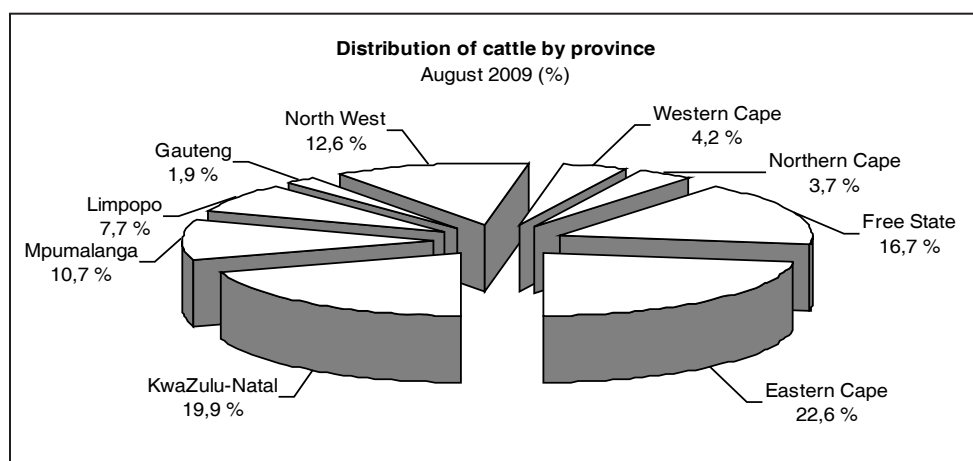 Distribution of cattle by province
August 2009 (%)
North West
12,6 %
Western Cape
4,2 %
Gauteng
1,9 %
Northern Cape
3,7 %
Limpopo
7,7 %
Free State
16,7 %
Mpumalanga
10,7 %
KwaZulu-Natal
19,9 %
Eastern Cape
22,6 %